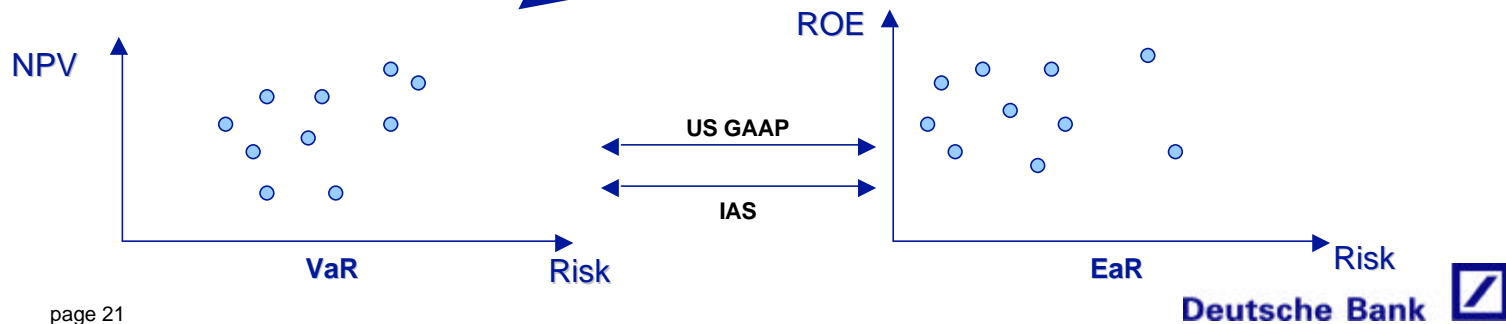 ROE
NPV
US GAAP
IAS
VaR
Risk
EaR
Risk
page 21
Deutsche Bank